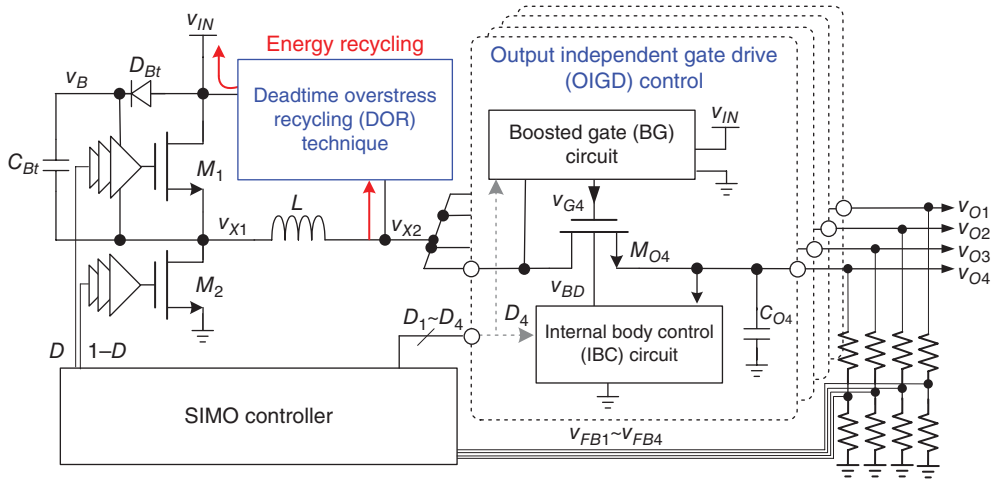 v_IN
Energy recycling
Output independent gate drive
(OIGD) control
v_B
D_Bt
Deadtime overstress
recycling (DOR)
technique
C_Bt
M_1
Boosted gate (BG)
circuit
v_IN
v_G4
v_X1
L
v_X2
M_O4
v_O1
v_O2
v_O3
v_O4
M_2
v_BD
D_1~D_4
D_4
Internal body control
(IBC) circuit
C_O4
D
1–D
SIMO controller
v_FB1~v_FB4